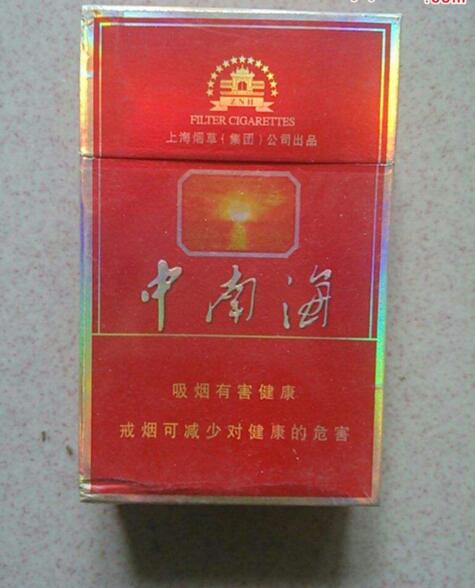 ZNH
FILTER CIGARETTES
上海烟草(集团)公司出品
中南海
吸烟有害健康
戒烟可减少对健康的危害